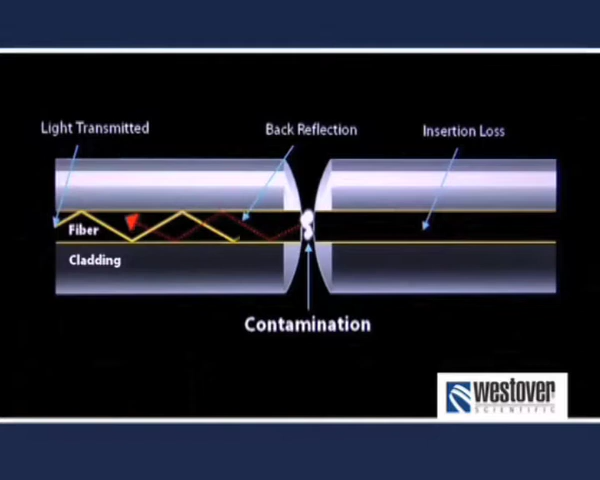 Light Transmitted
Back Reflection
Insertion Loss
Fiber
Cladding
Contamination
westover
SCIENTIFIC